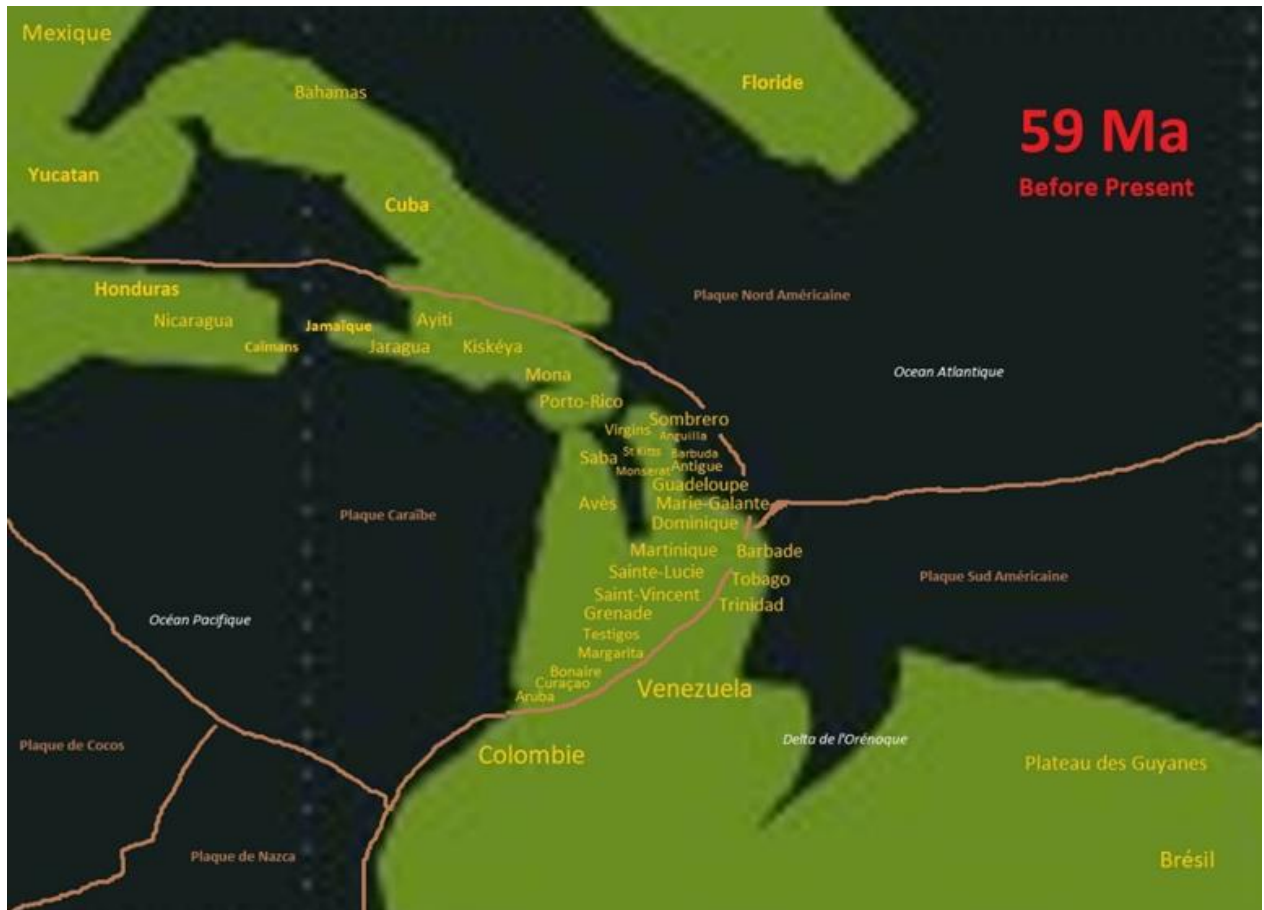 Mexique
Floride
Bahamas
59 Ma
Before Present
Yucatan
Cuba
Honduras
Plaque Nord Américaine
Nicaragua
Jamaïque
Ayiti
Caïmans
Jaragua
Kiskéya
Mona
Ocean Atlantique
Porto-Rico
Sombrero
Virgins
Anguilla
Saba
St Kitts
Barbuda
Monserat
Antigue
Guadeloupe
Avès
Marie-Galante
Plaque Caraïbe
Dominique
Martinique
Barbade
Sainte-Lucie
Tobago
Plaque Sud Américaine
Saint-Vincent
Trinidad
Grenade
Océan Pacifique
Testigos
Margarita
Bonaire
Curaçao
Aruba
Venezuela
Plaque de Cocos
Colombie
Delta de l'Orénoque
Plateau des Guyanes
Plaque de Nazca
Brésil